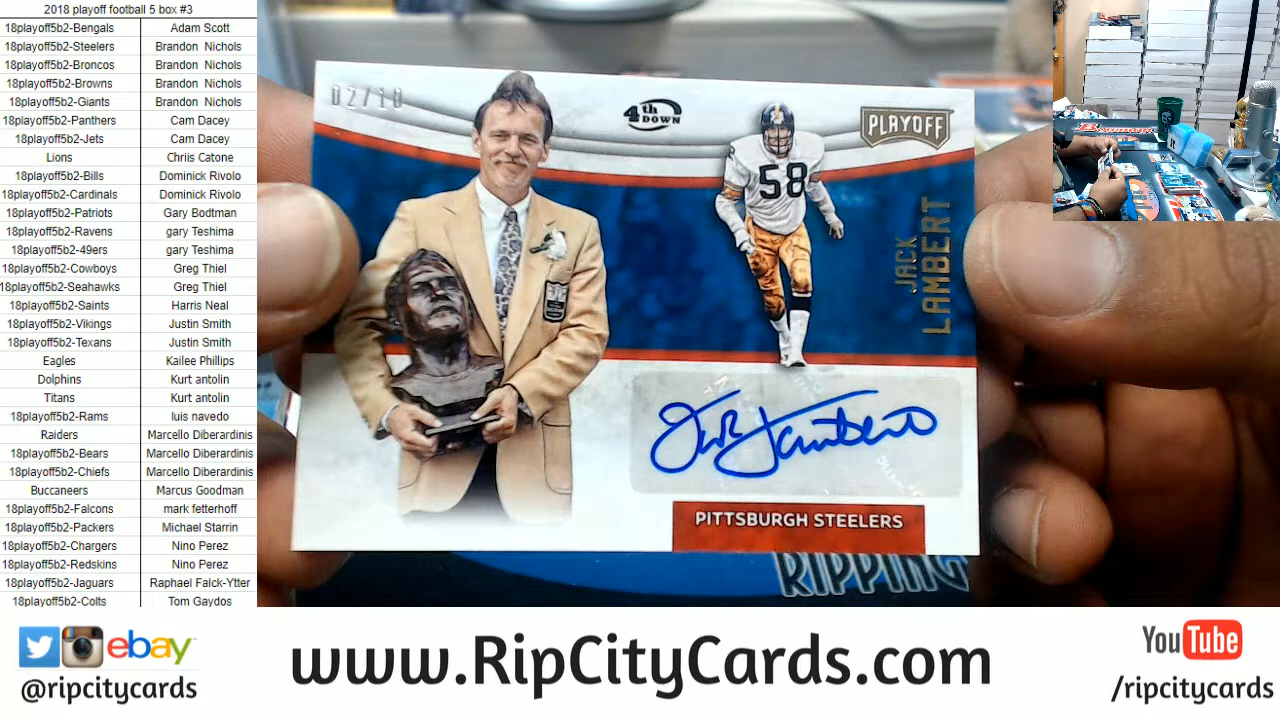 2018 playoff football 5 box #3
18playoff5b2-Bengals Adam Scott
18playoff5b2-Steelers Brandon Nichols
18playoff5b2-Broncos Brandon Nichols
18playoff5b2-Browns Brandon Nichols
18playoff5b2-Giants Brandon Nichols
18playoff5b2-Panthers Cam Dacey
18playoff5b2-Jets Cam Dacey
Lions Chriis Catone
18playoff5b2-Bills Dominick Rivolo
18playoff5b2-Cardinals Dominick Rivolo
18playoff5b2-Patriots Gary Bodtman
18playoff5b2-Ravens gary Teshima
18playoff5b2-49ers gary Teshima
18playoff5b2-Cowboys Greg Thiel
18playoff5b2-Seahawks Greg Thiel
18playoff5b2-Saints Harris Neal
18playoff5b2-Vikings Justin Smith
18playoff5b2-Texans Justin Smith
Eagles Kailee Phillips
Dolphins Kurt antolin
Titans Kurt antolin
18playoff5b2-Rams luis navedo
Raiders Marcello Diberardinis
18playoff5b2-Bears Marcello Diberardinis
18playoff5b2-Chiefs Marcello Diberardinis
Buccaneers Marcus Goodman
18playoff5b2-Falcons mark fetterhoff
18playoff5b2-Packers Michael Starrin
18playoff5b2-Chargers Nino Perez
18playoff5b2-Redskins Nino Perez
18playoff5b2-Jaguars Raphael Falck-Ytter
18playoff5b2-Colts Tom Gaydos
02/10
4th
DOWN
PLAYOFF
58
JACK
LAMBERT
Jack Lambert
PITTSBURGH STEELERS
RIPPING
ebay
@ripcitycards
www.RipCityCards.com
YouTube
/ripcitycards